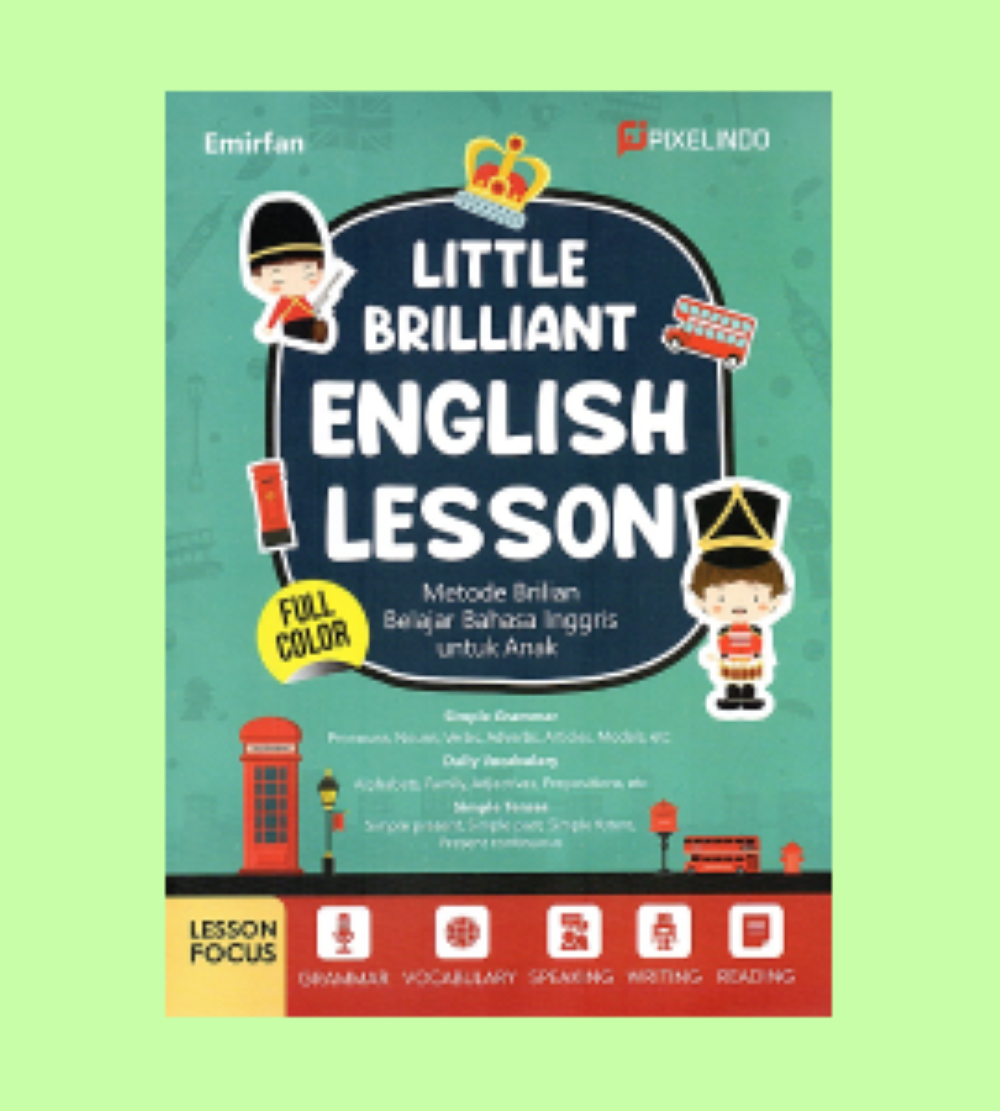 Emirfan
PIXELINDO
LITTLE
BRILLIANT
ENGLISH
LESSON
Metode Brilian
Belajar Bahasa Inggris
untuk Anak
FULL
COLOR
Simple Grammar
Pronouns, Nouns, Verbs, Adverbs, Articles, Modals, etc
Daily Vocabulary
Alphabets, Family, Adjectives, Prepositions, etc
Simple Tenses
Simple present, Simple past, Simple future,
Present continuous
LESSON
FOCUS
GRAMMAR VOCABULARY SPEAKING WRITING READING